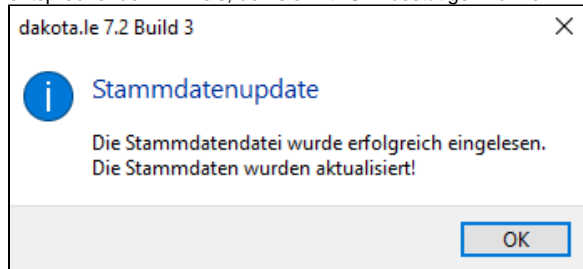 dakota.le 7.2 Build 3
Stammdatenupdate
Die Stammdatendatei wurde erfolgreich eingelesen.
Die Stammdaten wurden aktualisiert!
OK